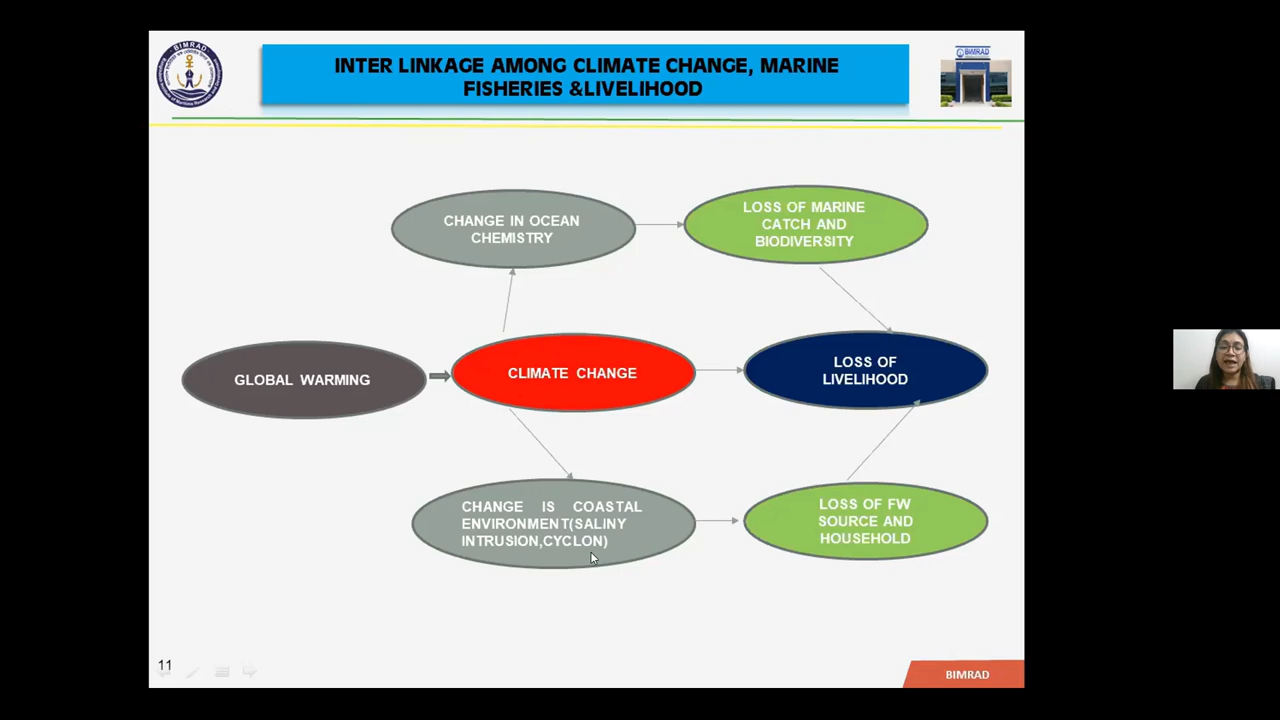 BIMRAD
INTER LINKAGE AMONG CLIMATE CHANGE, MARINE
FISHERIES &LIVELIHOOD
BIMRAD
CHANGE IN OCEAN
CHEMISTRY
LOSS OF MARINE
CATCH AND
BIODIVERSITY
GLOBAL WARMING
CLIMATE CHANGE
LOSS OF
LIVELIHOOD
CHANGE IS COASTAL
ENVIRONMENT(SALINY
INTRUSION,CYCLON)
LOSS OF FW
SOURCE AND
HOUSEHOLD
11
BIMRAD